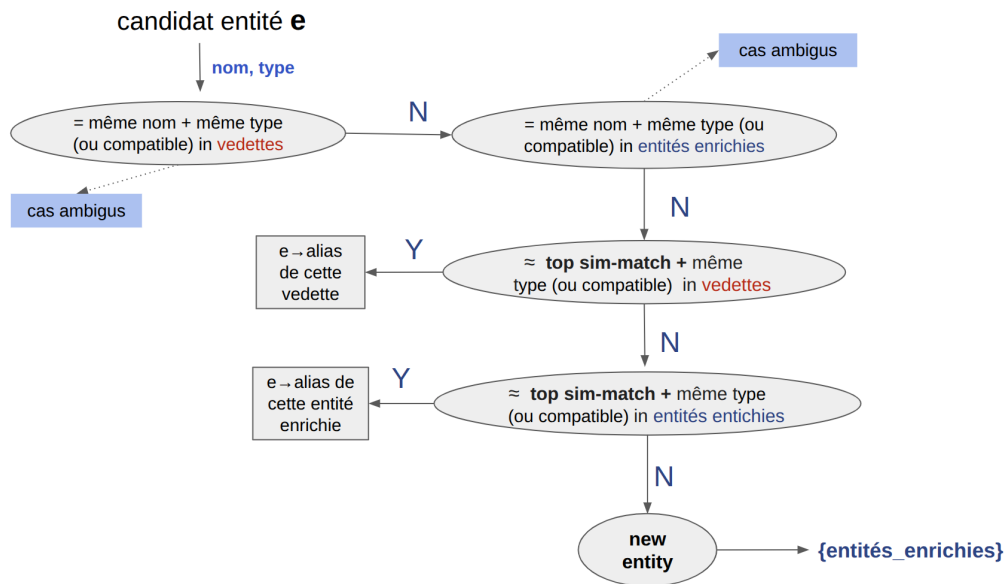 candidat entité e
nom, type
cas ambigus
N
= même nom + même type
(ou compatible) in vedettes
= même nom + même type (ou
compatible) in entités enrichies
cas ambigus
N
Y
e→alias
de cette
vedette
≈ top sim-match + même
type (ou compatible) in vedettes
N
Y
e→alias de
cette entité
enrichie
≈ top sim-match + même type
(ou compatible) in entités entichies
N
new
entity
{entités_enrichies}